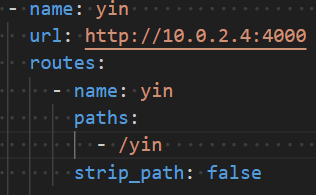 - name: yin
  url: http://10.0.2.4:4000
  routes:
    - name: yin
      paths:
        - /yin
      strip_path: false